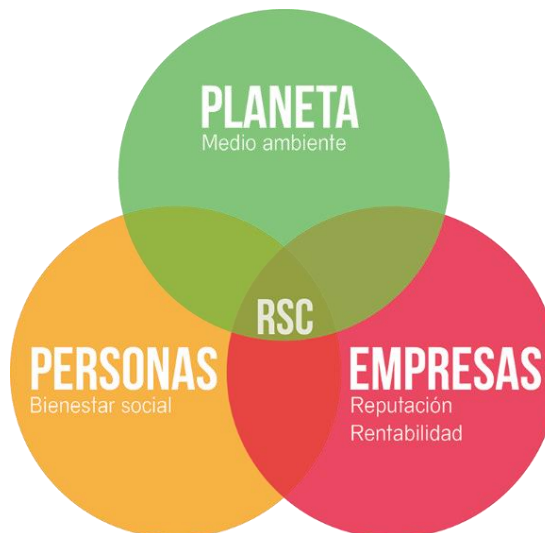 PLANETA
Medio ambiente
RSC
PERSONAS
Bienestar social
EMPRESAS
Reputación
Rentabilidad